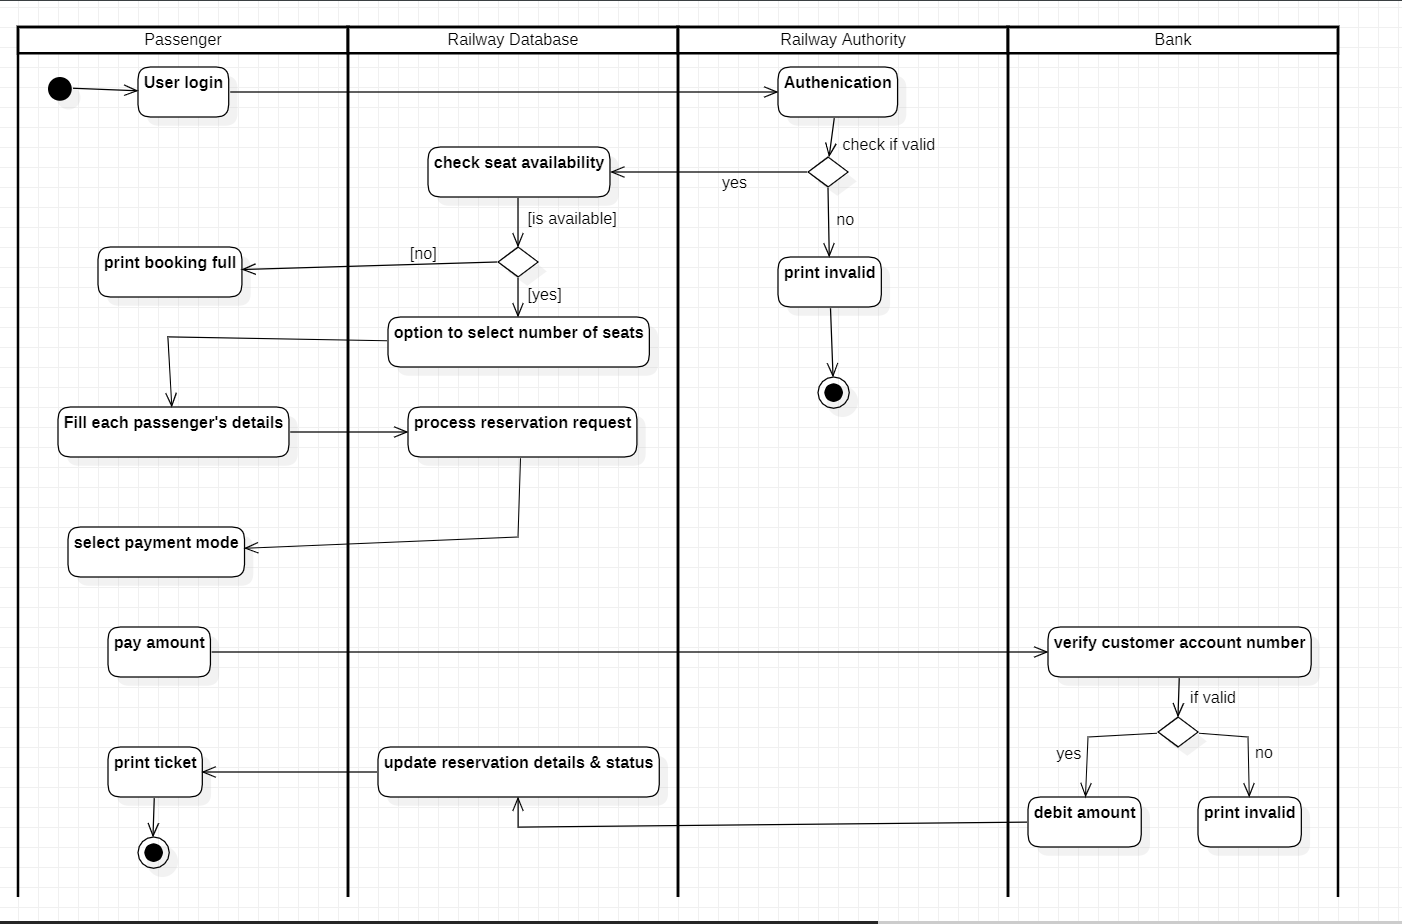 Passenger
Railway Database
Railway Authority
Bank
User login
Authenication
check if valid
check seat availability
yes
[is available]
no
[no]
print booking full
print invalid
[yes]
option to select number of seats
Fill each passenger's details
process reservation request
select payment mode
pay amount
verify customer account number
if valid
yes
no
print ticket
update reservation details & status
debit amount
print invalid